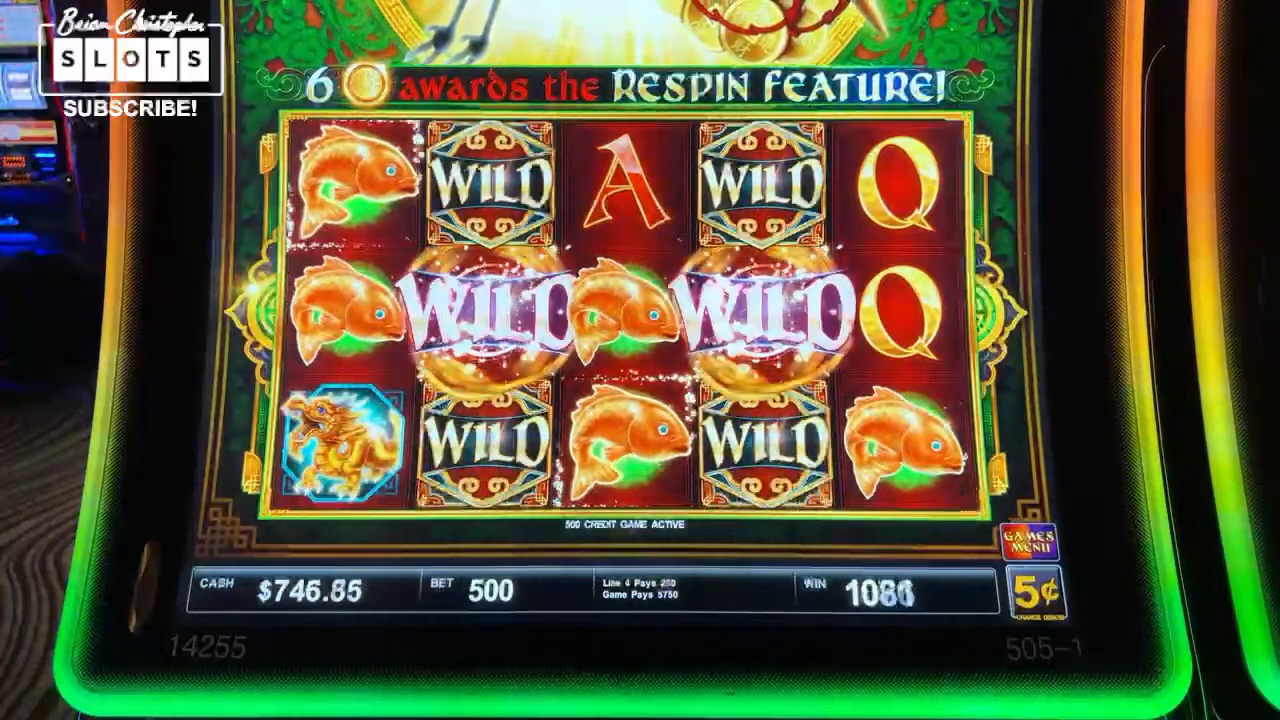 Brian Christopher
SLOTS
SUBSCRIBE!
6 awards the RESPIN FEATURE!
WILD A WILD Q
WILD WILD Q
WILD WILD
500 CREDIT GAME ACTIVE
GAMES MENU
CASH $746.85 BET 500 Line 4 Pays 250 WIN
Game Pays 5750
5¢
14255 505-1